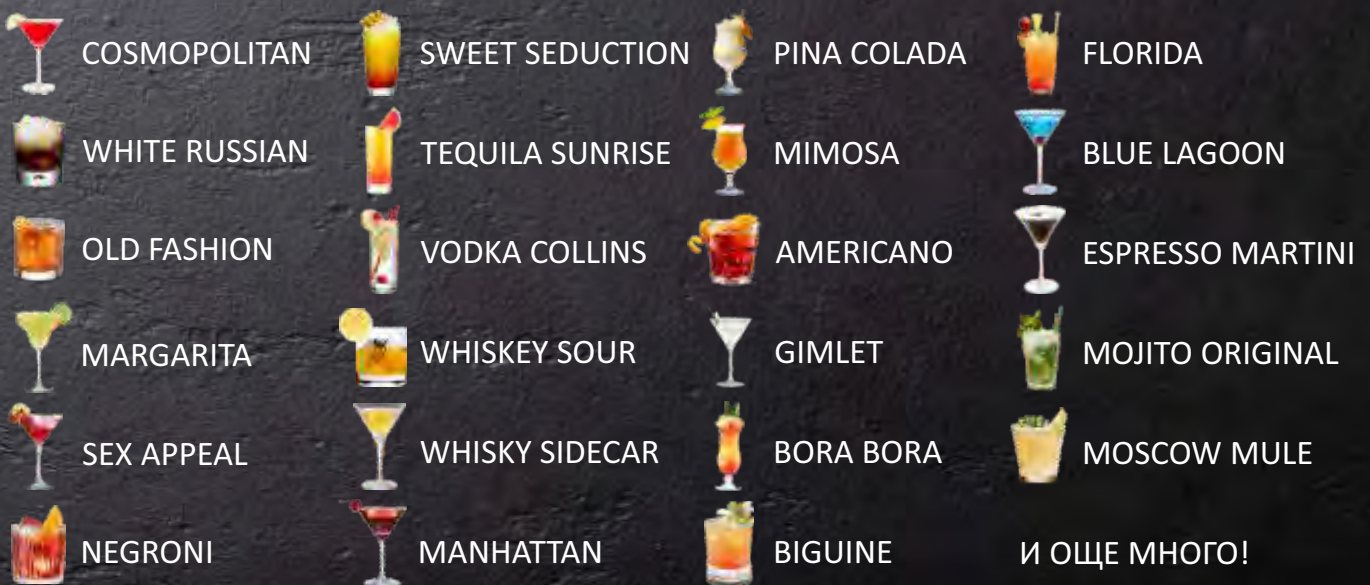 COSMOPOLITAN
SWEET SEDUCTION
PINA COLADA
FLORIDA
WHITE RUSSIAN
TEQUILA SUNRISE
MIMOSA
BLUE LAGOON
OLD FASHION
VODKA COLLINS
AMERICANO
ESPRESSO MARTINI
MARGARITA
WHISKEY SOUR
GIMLET
MOJITO ORIGINAL
SEX APPEAL
WHISKY SIDECAR
BORA BORA
MOSCOW MULE
NEGRONI
MANHATTAN
BIGUINE
И ОЩЕ МНОГО!